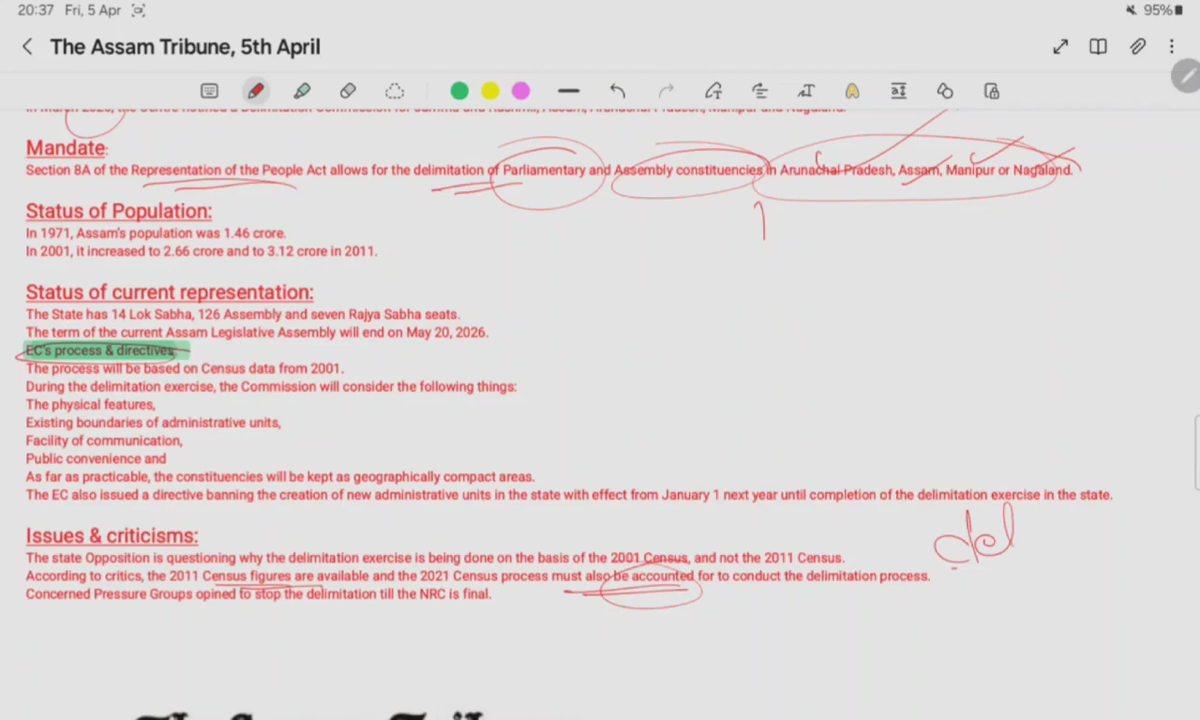 20:37 Fri, 5 Apr
95%
The Assam Tribune, 5th April
Mandate:
Section 8A of the Representation of the People Act allows for the delimitation of Parliamentary and Assembly constituencies in Arunachal Pradesh, Assam, Manipur or Nagaland.
Status of Population:
In 1971, Assam's population was 1.46 crore.
In 2001, it increased to 2.66 crore and to 3.12 crore in 2011.
Status of current representation:
The State has 14 Lok Sabha, 126 Assembly and seven Rajya Sabha seats.
The term of the current Assam Legislative Assembly will end on May 20, 2026.
EC's process & directives:
The process will be based on Census data from 2001.
During the delimitation exercise, the Commission will consider the following things:
The physical features,
Existing boundaries of administrative units,
Facility of communication,
Public convenience and
As far as practicable, the constituencies will be kept as geographically compact areas.
The EC also issued a directive banning the creation of new administrative units in the state with effect from January 1 next year until completion of the delimitation exercise in the state.
del
Issues & criticisms:
The state Opposition is questioning why the delimitation exercise is being done on the basis of the 2001 Census, and not the 2011 Census.
According to critics, the 2011 Census figures are available and the 2021 Census process must also be accounted for to conduct the delimitation process.
Concerned Pressure Groups opined to stop the delimitation till the NRC is final.